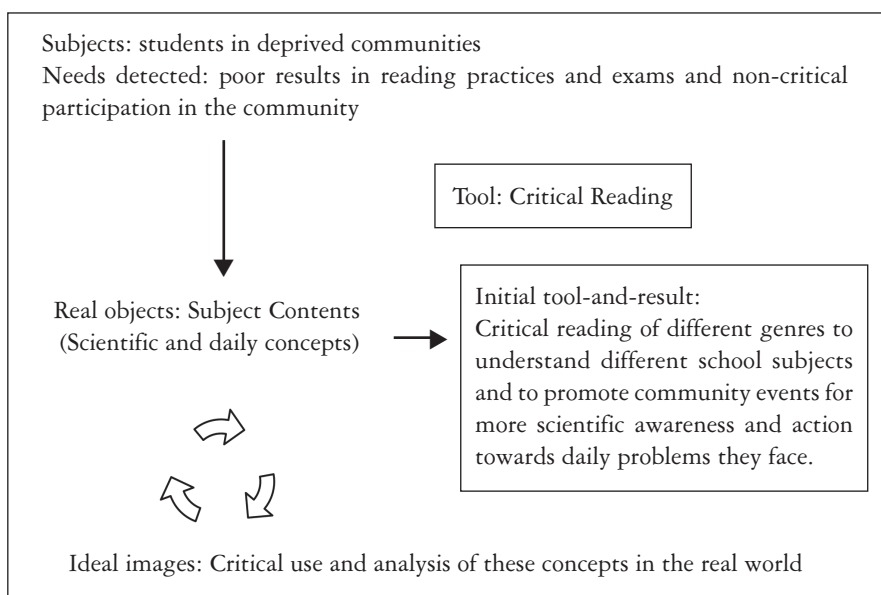 Subjects: students in deprived communities
Needs detected: poor results in reading practices and exams and non-critical
participation in the community
Tool: Critical Reading
Real objects: Subject Contents
(Scientific and daily concepts)
Initial tool-and-result:
Critical reading of different genres to
understand different school subjects
and to promote community events for
more scientific awareness and action
towards daily problems they face.
Ideal images: Critical use and analysis of these concepts in the real world